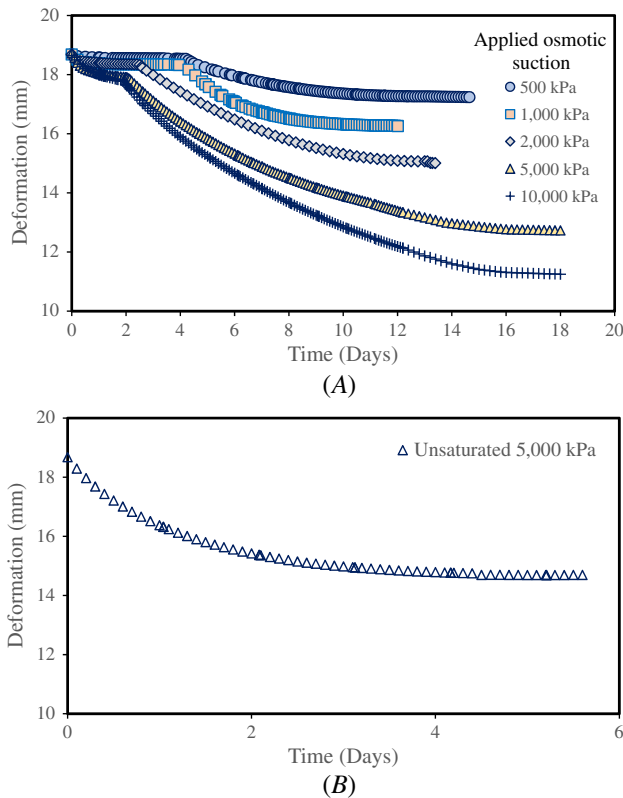 20
18
16
14
12
10
Deformation (mm)
Applied osmotic
suction
500 kPa
1,000 kPa
2,000 kPa
5,000 kPa
10,000 kPa
0 2 4 6 8 10 12 14 16 18 20
Time (Days)
(A)
20
18
16
14
12
10
Deformation (mm)
Unsaturated 5,000 kPa
0 2 4 6
Time (Days)
(B)